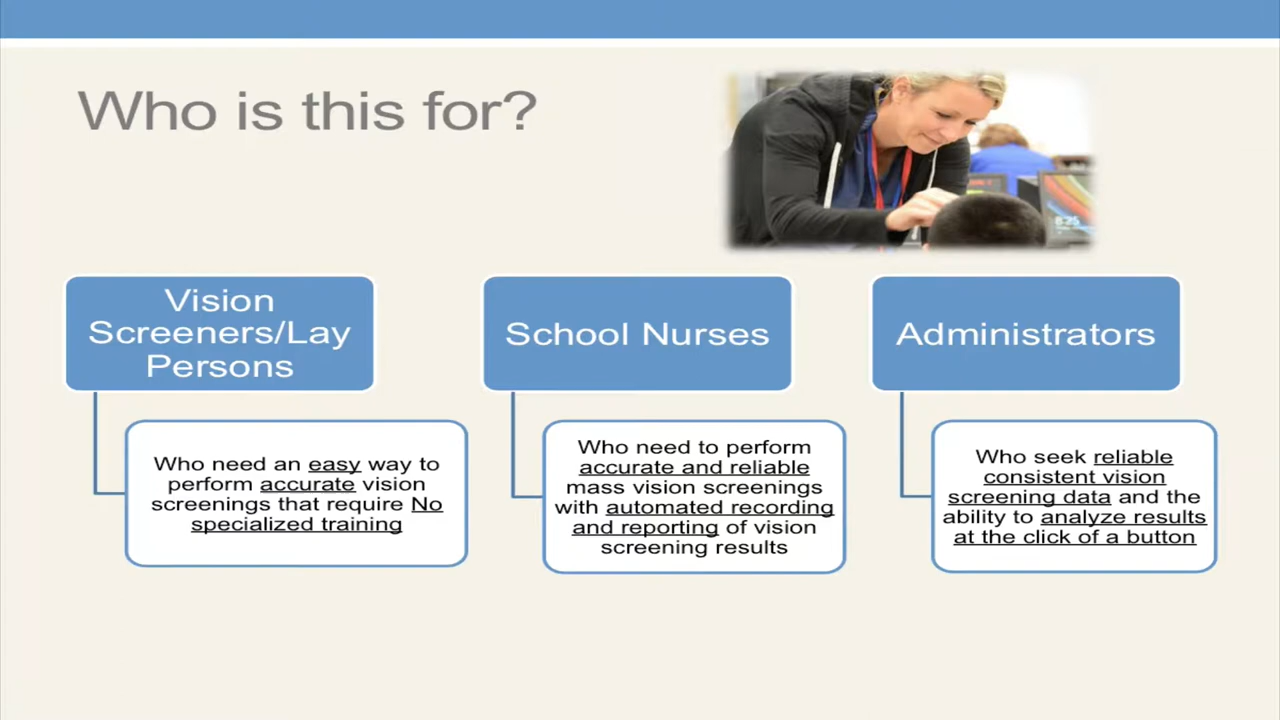 Who is this for?
8:25
Vision
Screeners/Lay
Persons
School Nurses
Administrators
Who need an easy way to
perform accurate vision
screenings that require No
specialized training
Who need to perform
accurate and reliable
mass vision screenings
with automated recording
and reporting of vision
screening results
Who seek reliable
consistent vision
screening data and the
ability to analyze results
at the click of a button